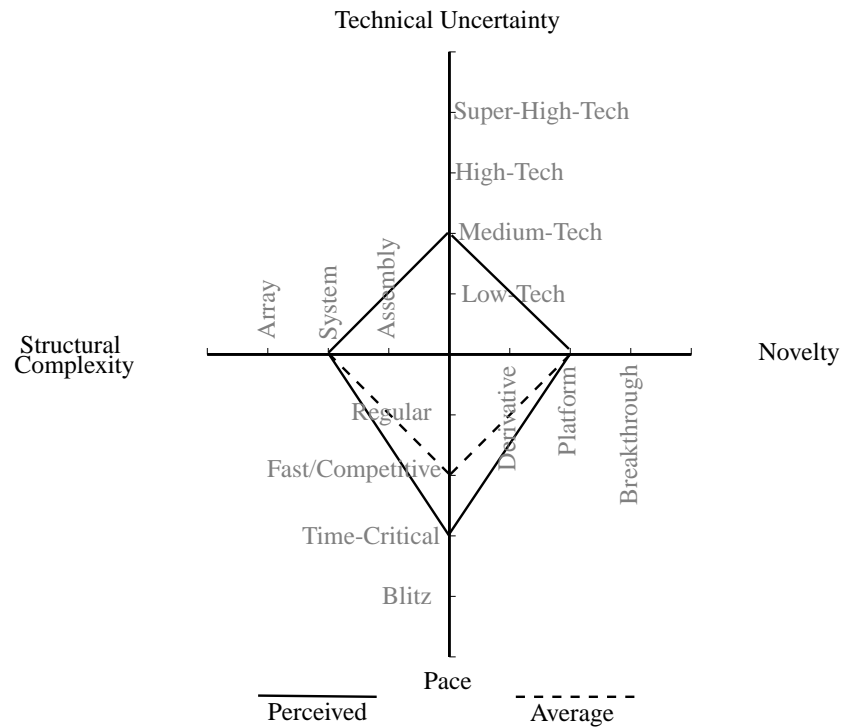 Technical Uncertainty
Super-High-Tech
High-Tech
Medium-Tech
Low-Tech
Array
System
Assembly
Structural
Complexity
Novelty
Derivative
Platform
Breakthrough
Regular
Fast/Competitive
Time-Critical
Blitz
Pace
Perceived
Average